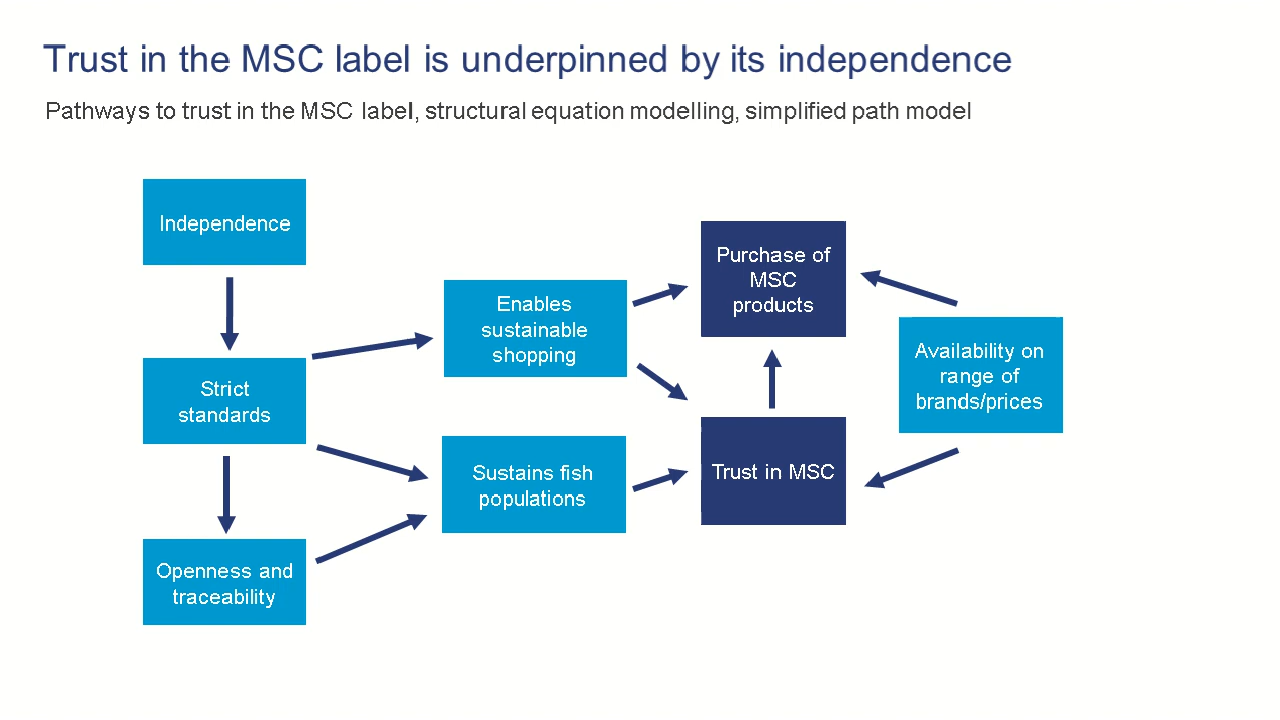 Trust in the MSC label is underpinned by its independence
Pathways to trust in the MSC label, structural equation modelling, simplified path model
Independence
Strict
standards
Openness and
traceability
Enables
sustainable
shopping
Sustains fish
populations
Purchase of
MSC
products
Trust in MSC
Availability on
range of
brands/prices